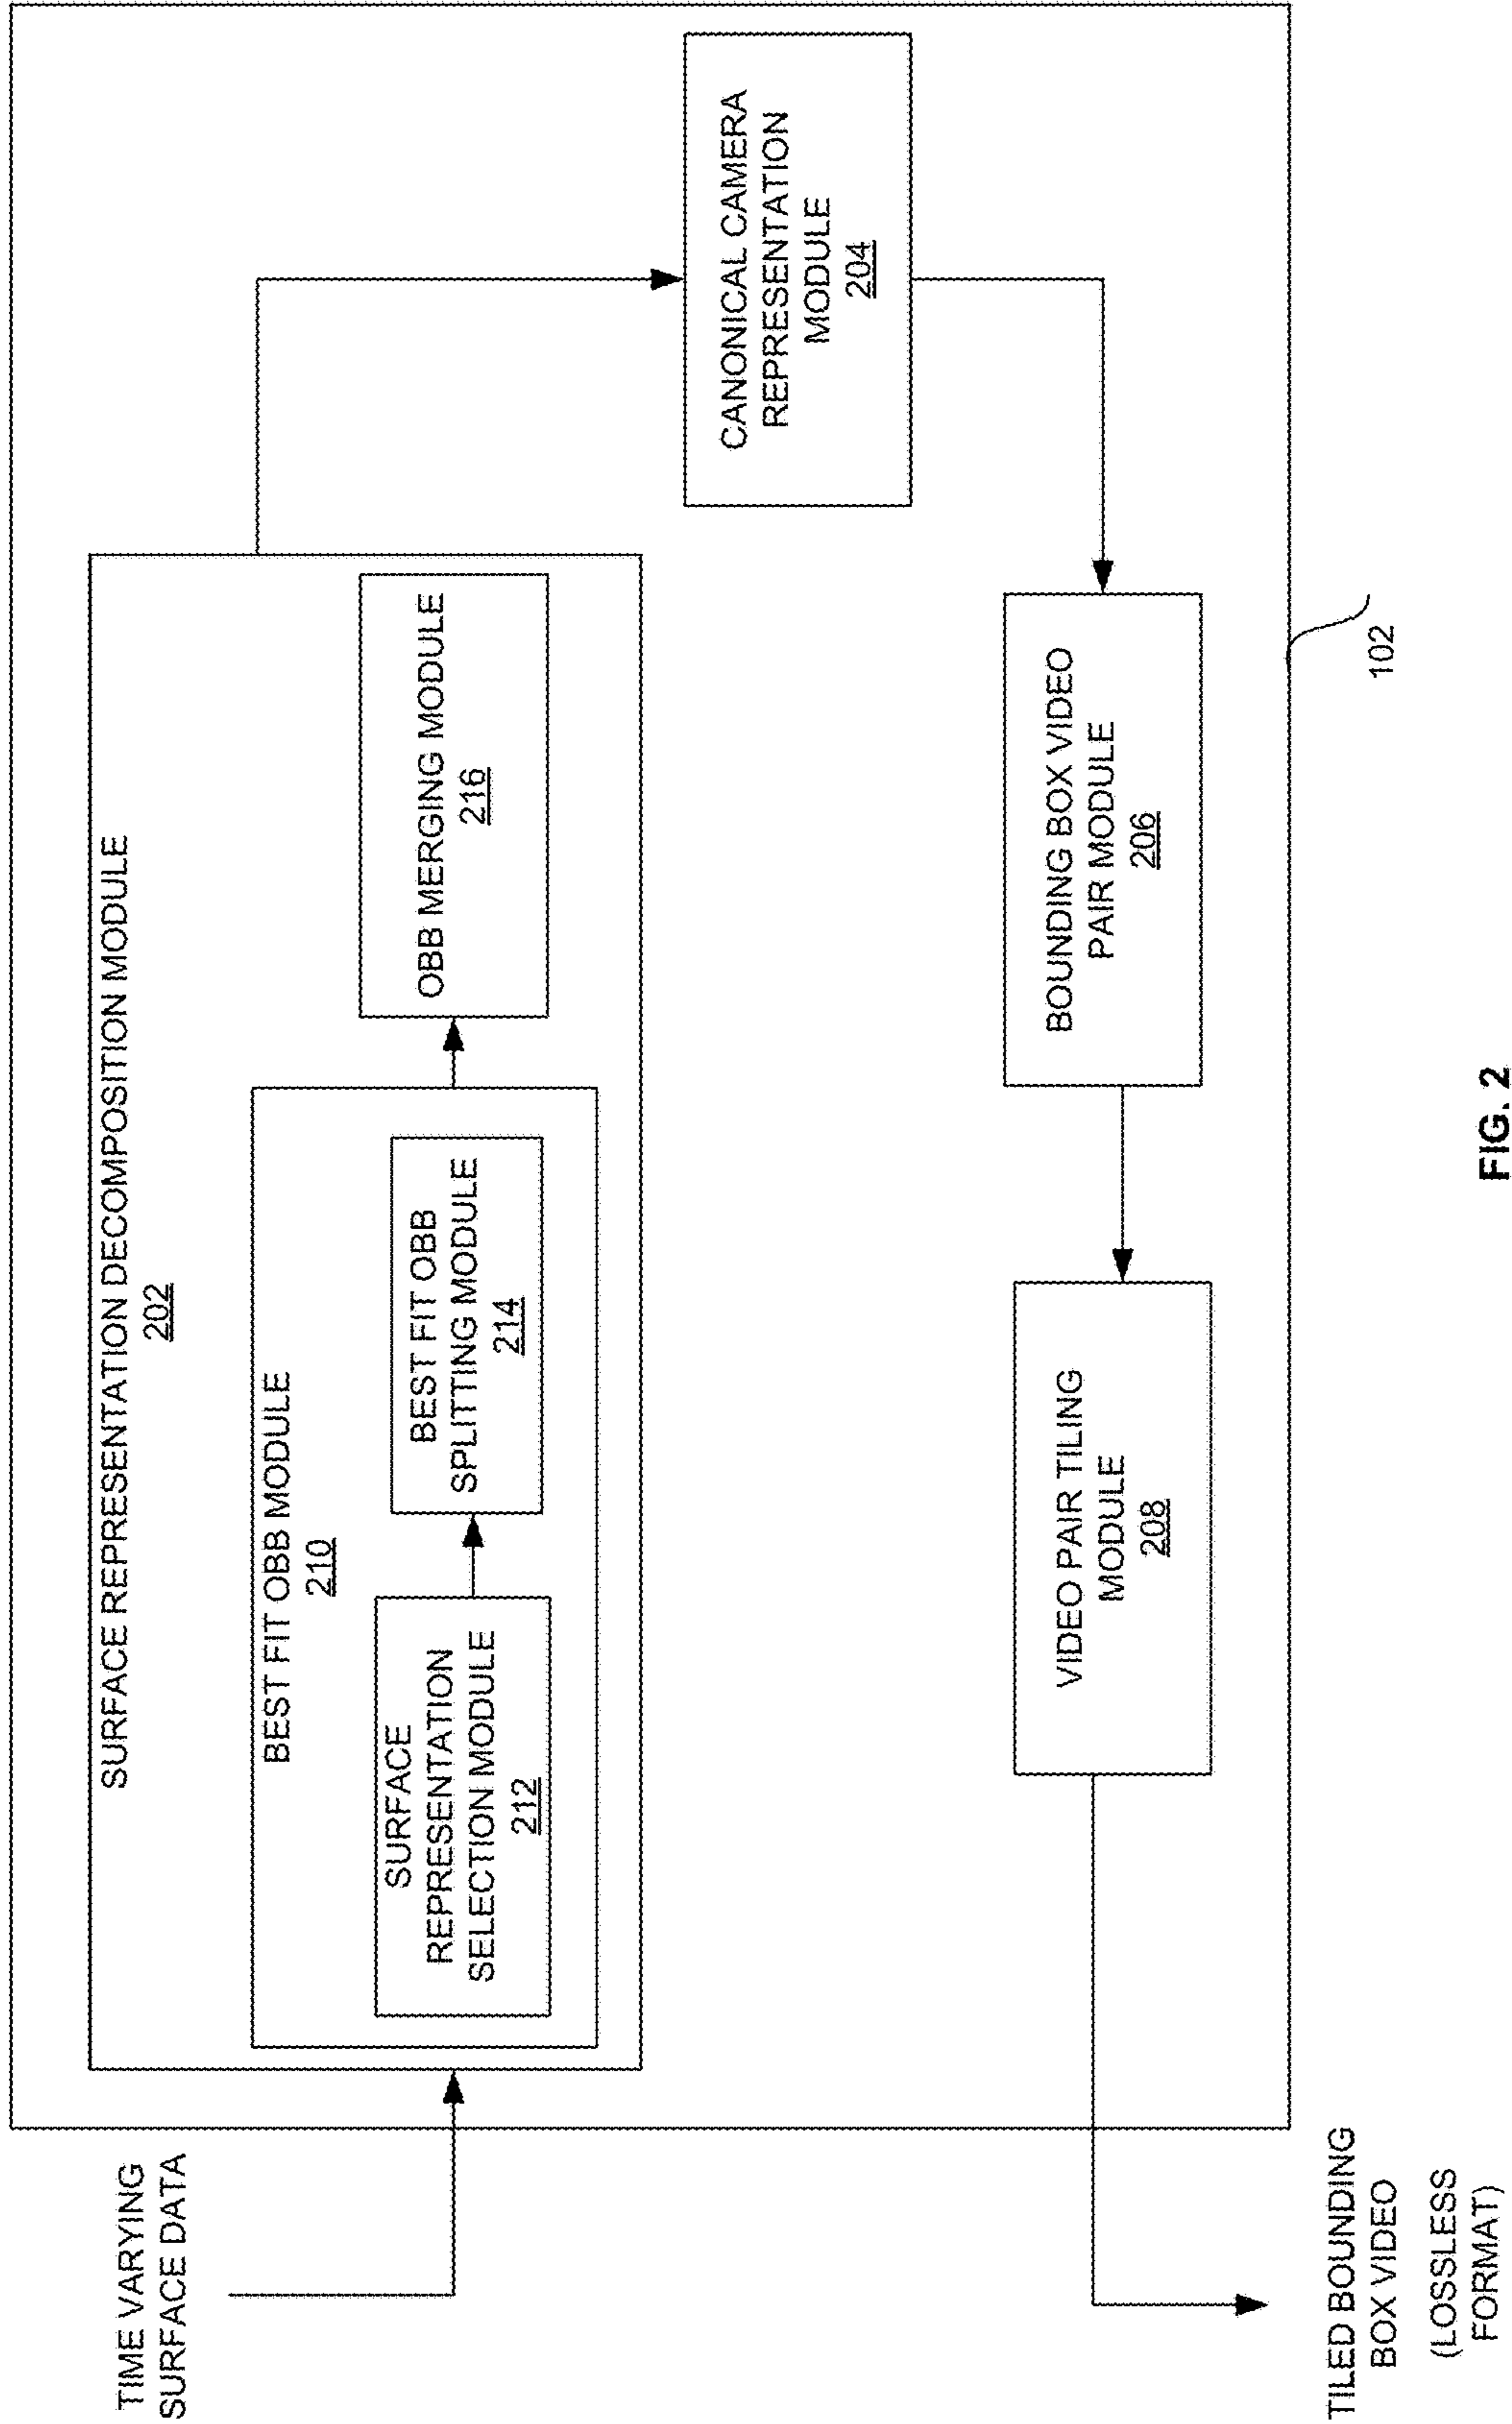 TIME VARYING
SURFACE DATA
SURFACE REPRESENTATION DECOMPOSITION MODULE
202
BEST FIT OBB MODULE
210
SURFACE
REPRESENTATION
SELECTION MODULE
212
BEST FIT OBB
SPLITTING MODULE
214
OBB MERGING MODULE
216
CANONICAL CAMERA
REPRESENTATION
MODULE
204
BOUNDING BOX VIDEO
PAIR MODULE
206
VIDEO PAIR TILING
MODULE
208
TILED BOUNDING
BOX VIDEO
(LOSSLESS
FORMAT)
102
FIG. 2